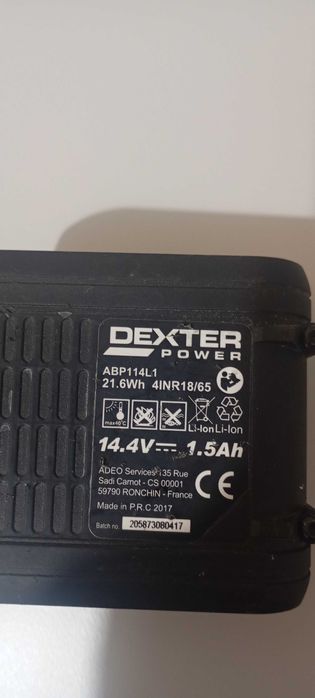 DEXTER
POWER
ABP114L1
21.6Wh 4INR18/65
max40°C
Li-Ion Li-Ion
14.4V 1.5Ah
ADEO Services 135 Rue
Sadi Carnot - CS 00001
59790 RONCHIN - France
CE
Made in P.R.C 2017
Batch no. 205873080417